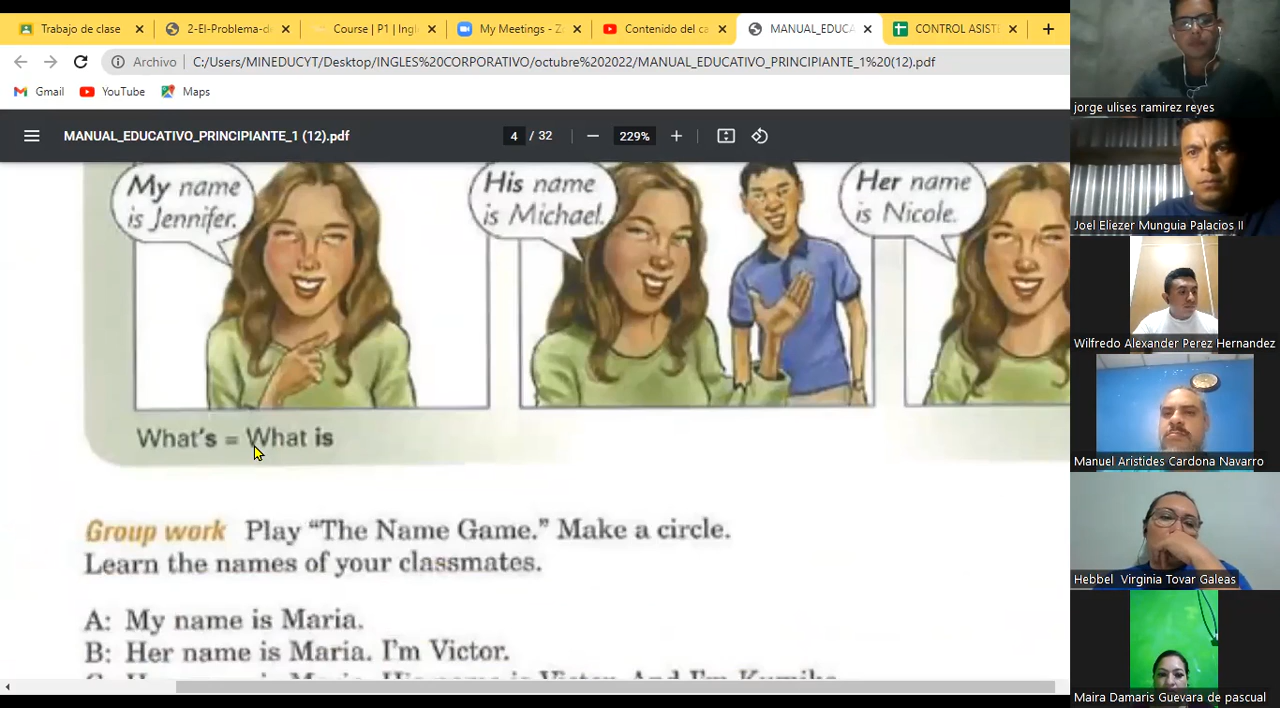 Trabajo de clase
2-El-Problema-d
Course | P1 | Ingl
My Meetings - Z
Contenido del ca
MANUAL_EDUCA
CONTROL ASISTE
Archivo
C:/Users/MINEDUCYT/Desktop/INGLES%20CORPORATIVO/octubre%202022/MANUAL_EDUCATIVO_PRINCIPIANTE_1%20(12).pdf
Gmail
YouTube
Maps
MANUAL_EDUCATIVO_PRINCIPIANTE_1 (12).pdf
4 / 32
229%
My name
is Jennifer.
His name
is Michael.
Her name
is Nicole.
What's = What is
Group work Play “The Name Game.” Make a circle.
Learn the names of your classmates.
A: My name is Maria.
B: Her name is Maria. I'm Victor.
jorge ulises ramirez reyes
Joel Eliezer Munguia Palacios II
Wilfredo Alexander Perez Hernandez
Manuel Aristides Cardona Navarro
Hebbel Virginia Tovar Galeas
Maira Damaris Guevara de pascual